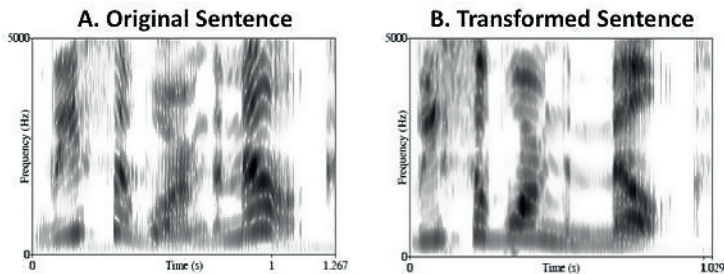 A. Original Sentence
5000
Frequency (Hz)
0
0
Time (s)
1
1.267
B. Transformed Sentence
5000
Frequency (Hz)
0
0
Time (s)
1.029